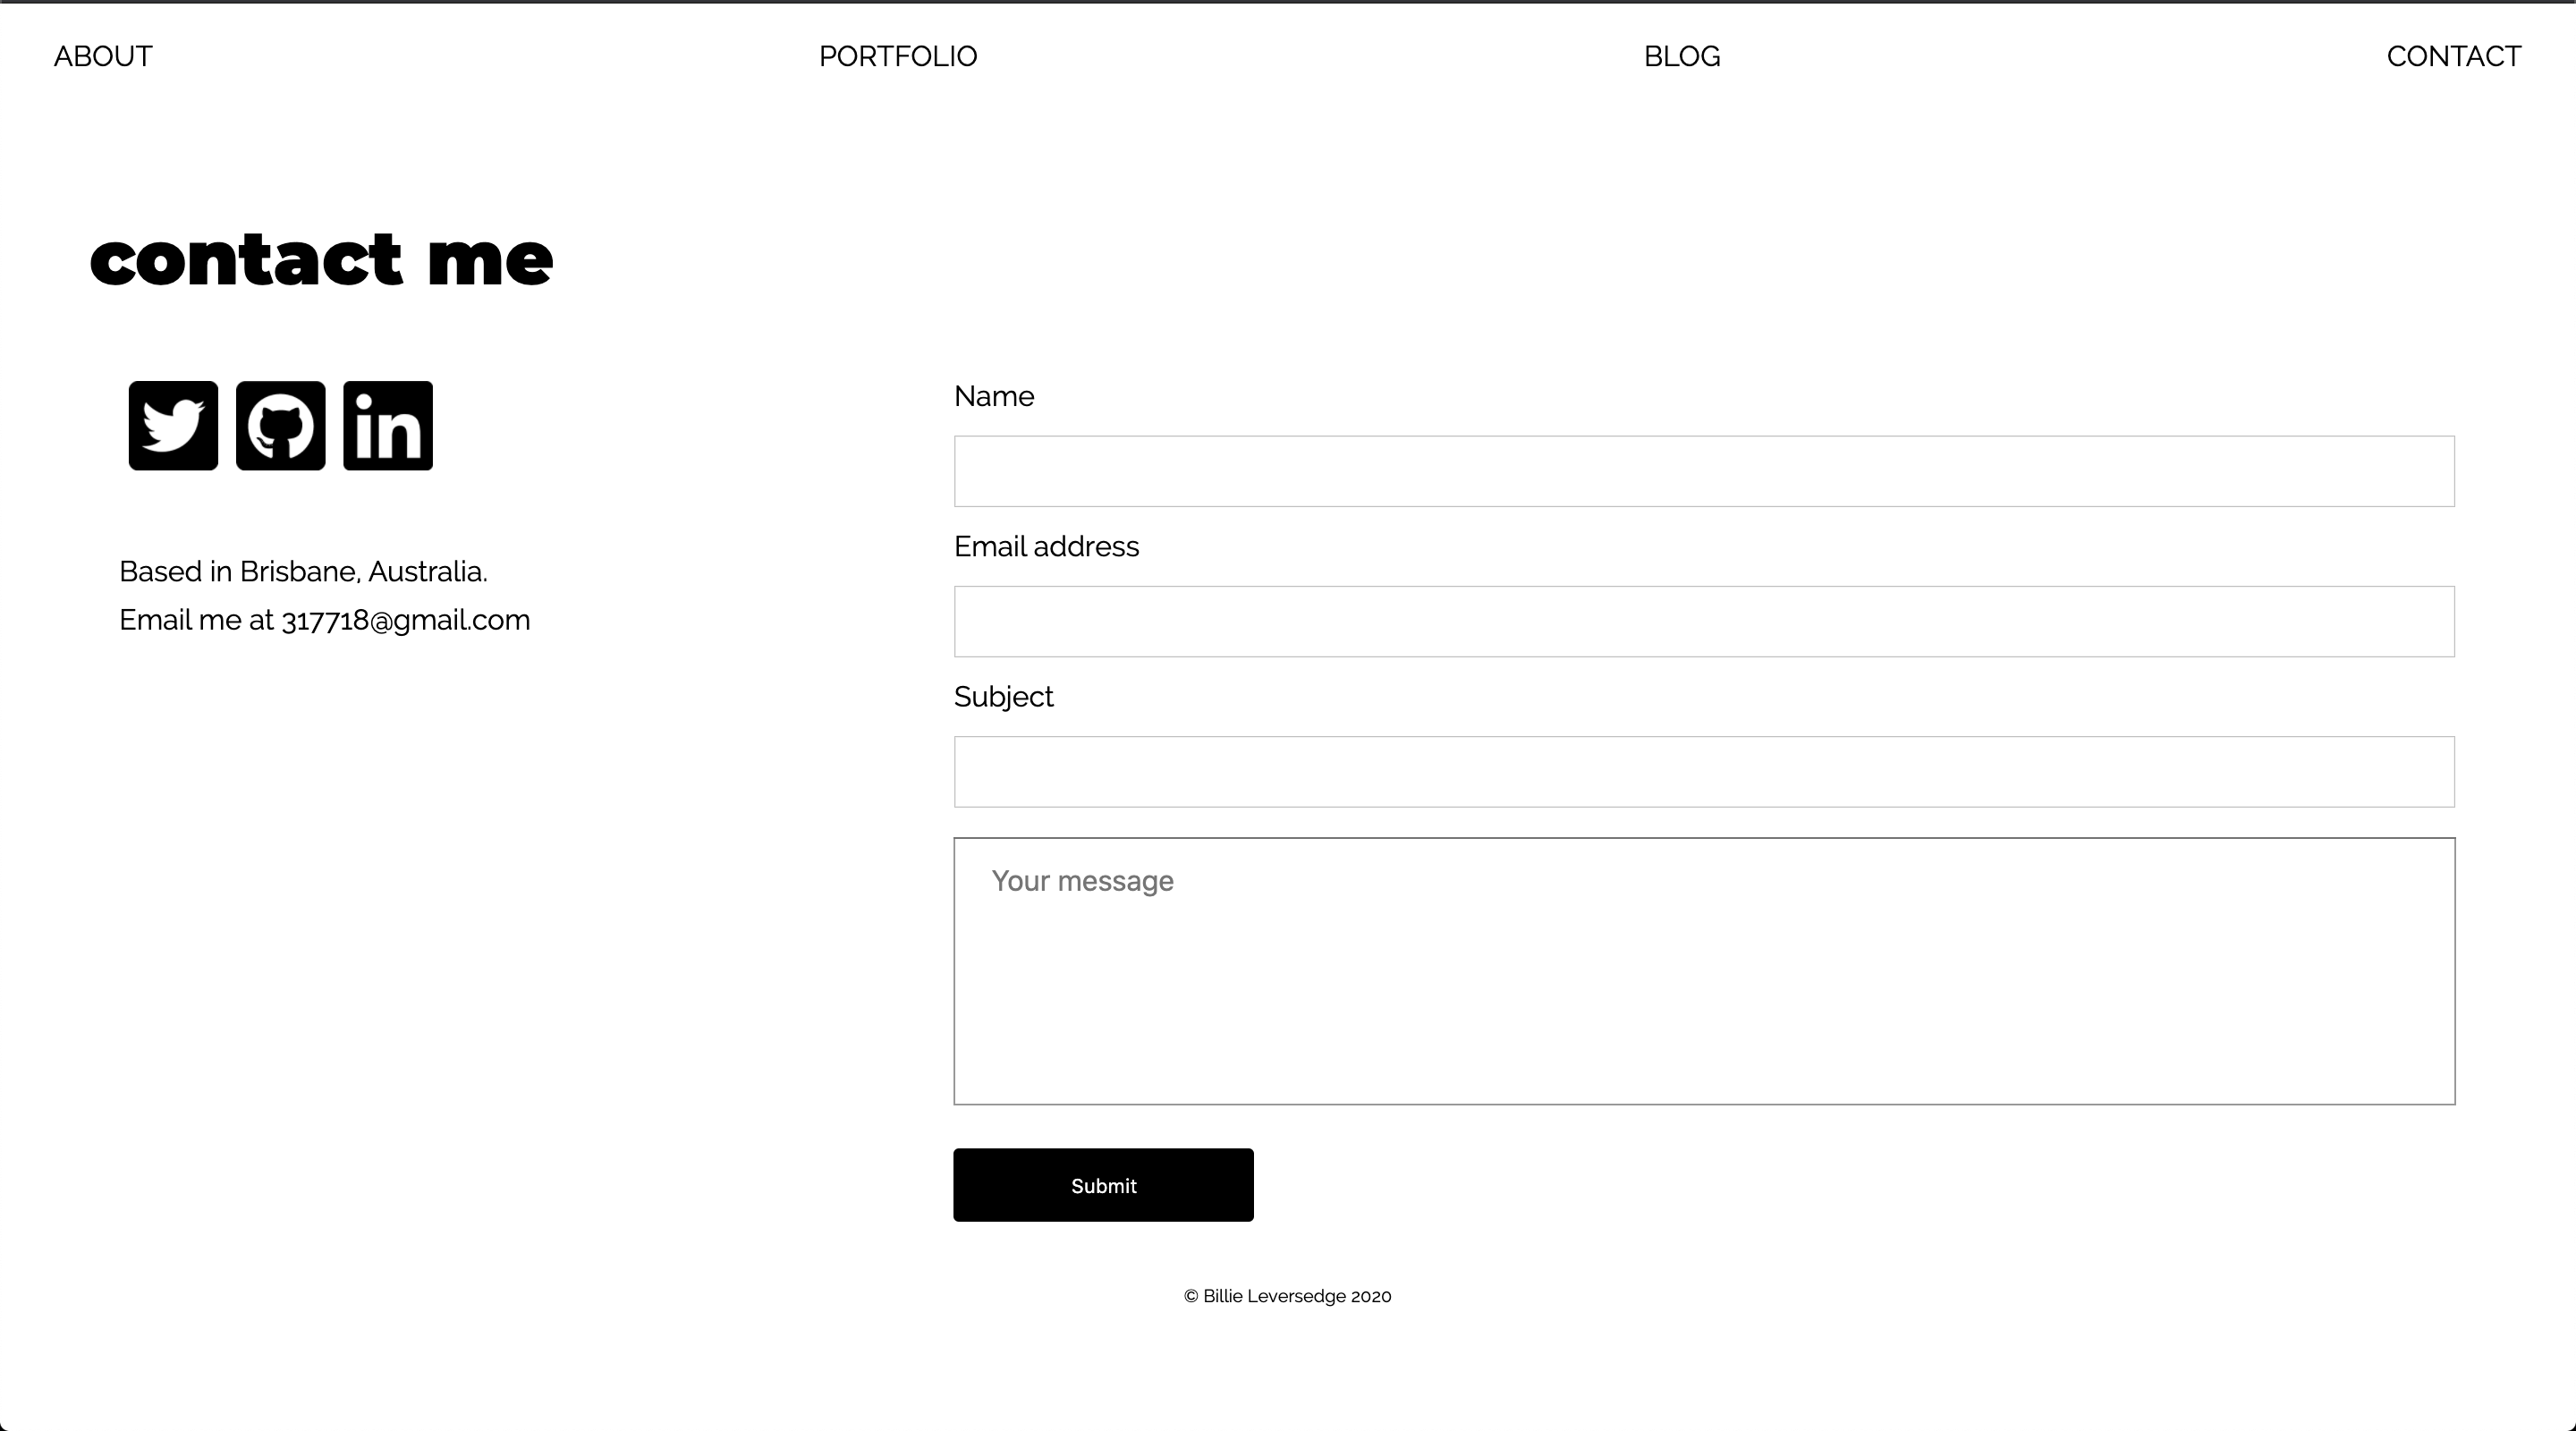 ABOUT PORTFOLIO BLOG CONTACT
contact me
in
Based in Brisbane, Australia.
Email me at 317718@gmail.com
Name
Email address
Subject
Your message
Submit
© Billie Leversedge 2020